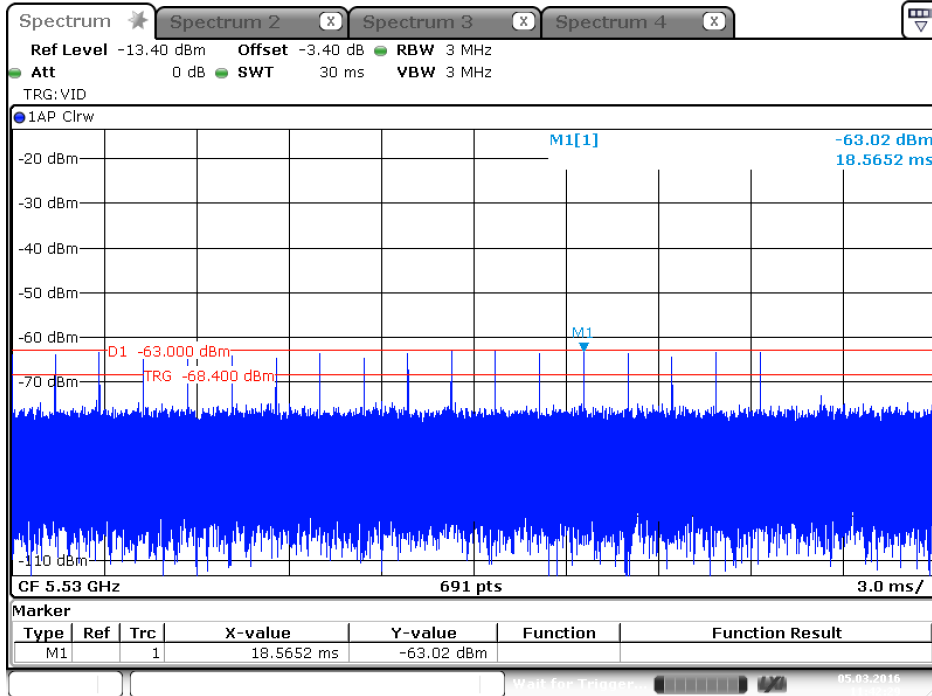 Spectrum Spectrum 2 X Spectrum 3 X Spectrum 4 X
Ref Level -13.40 dBm Offset -3.40 dB RBW 3 MHz
Att 0 dB SWT 30 ms VBW 3 MHz
TRG:VID
1AP Clrw
M1[1] -63.02 dBm
18.5652 ms
-20 dBm
-30 dBm
-40 dBm
-50 dBm
-60 dBm
M1
D1 -63.000 dBm
TRG -68.400 dBm
-70 dBm
-110 dBm
CF 5.53 GHz 691 pts 3.0 ms/
Marker
Type Ref Trc X-value Y-value Function Function Result
M1 1 18.5652 ms -63.02 dBm
Wait for Trigger... 05.03.2016